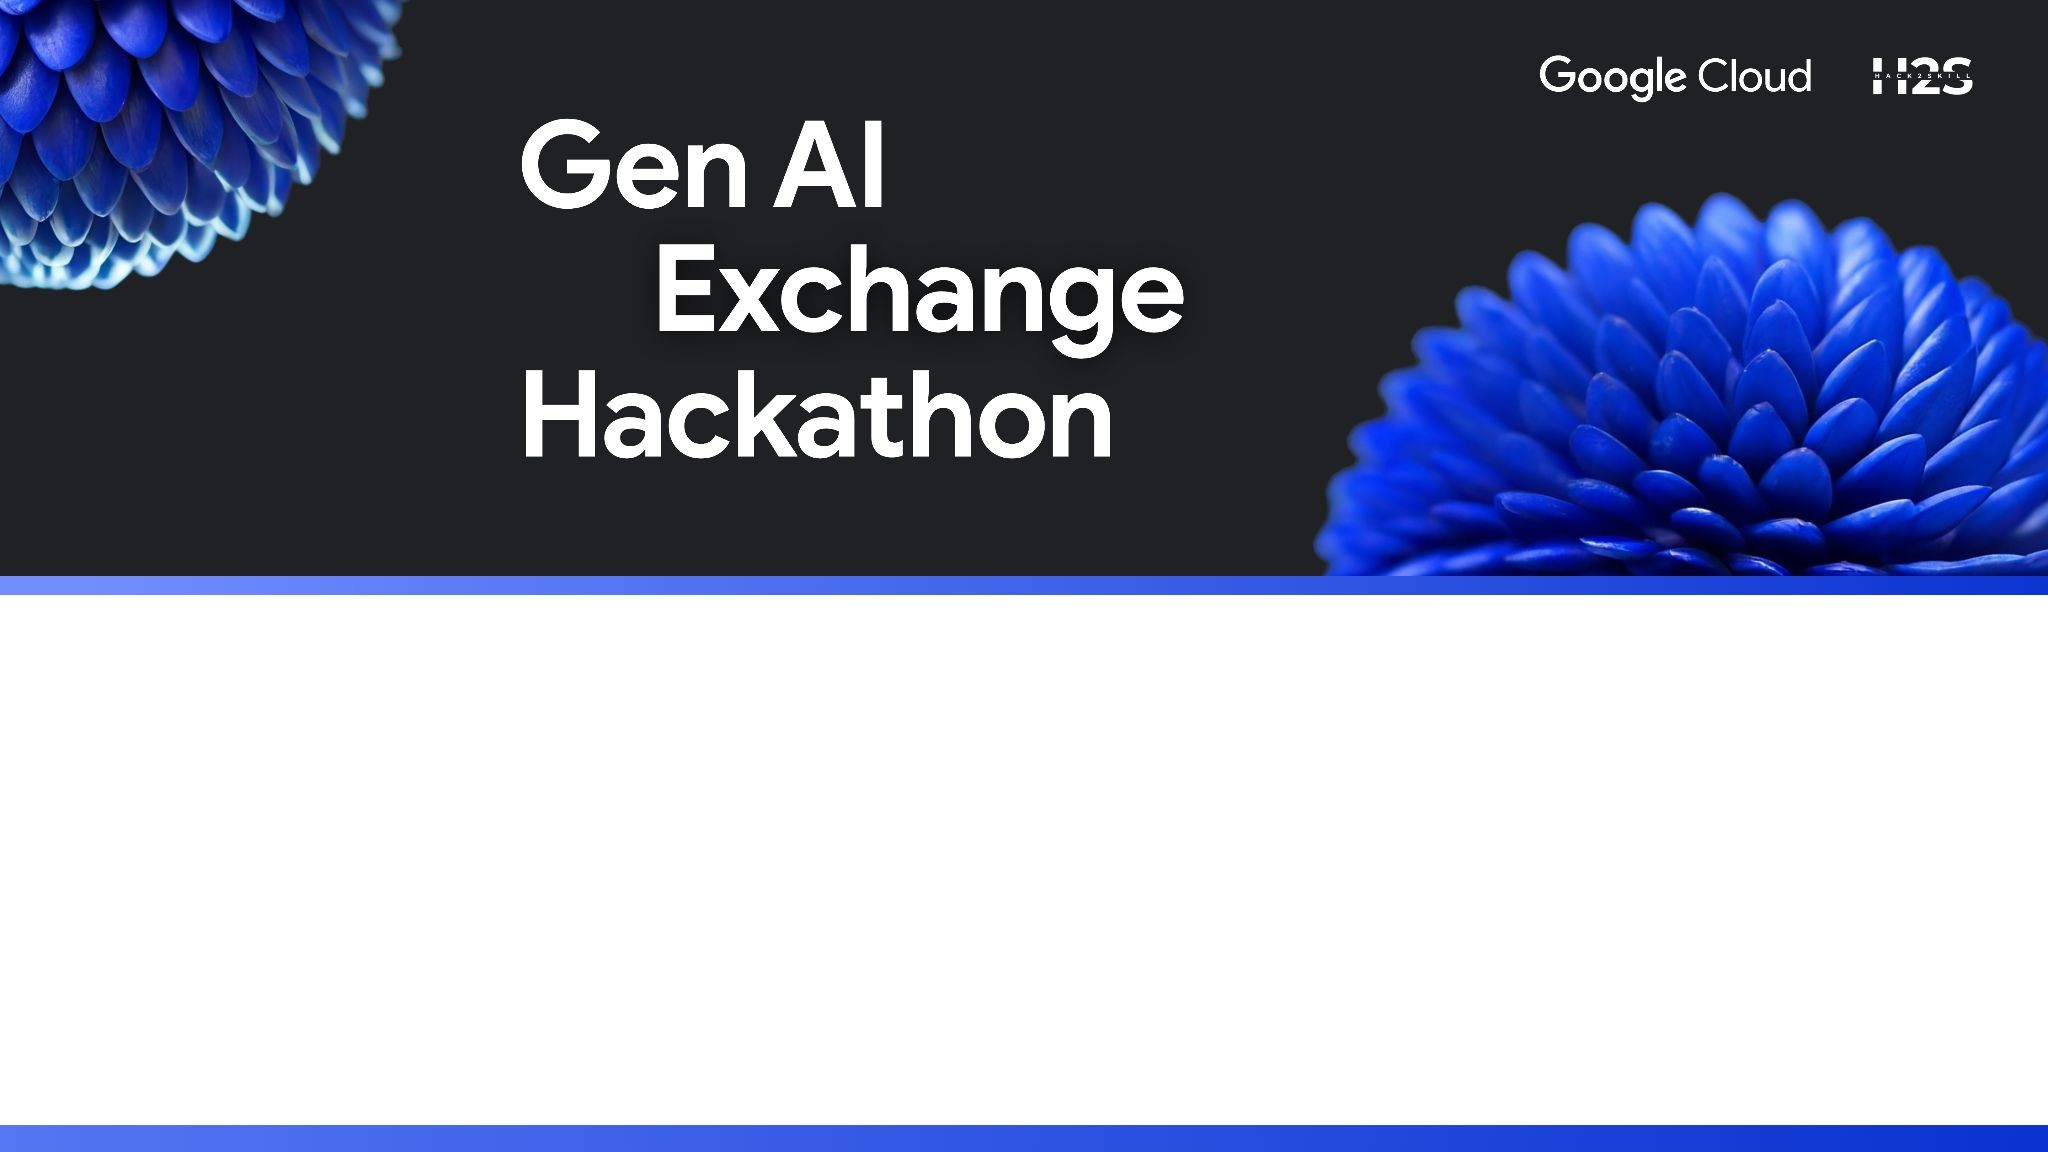 Google Cloud
H2S
HACK2SKILL
Gen AI
Exchange
Hackathon